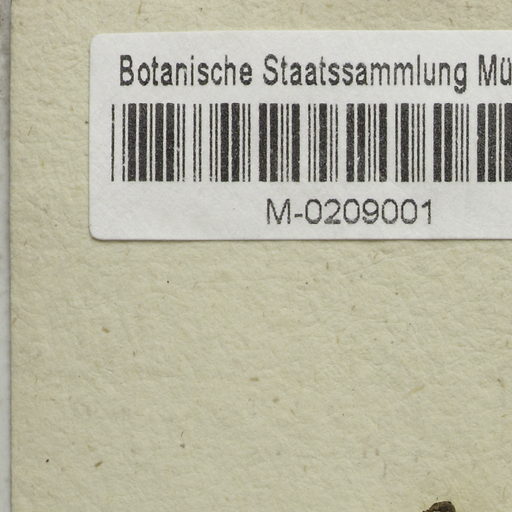 Botanische Staatssammlung Mü
M-0209001